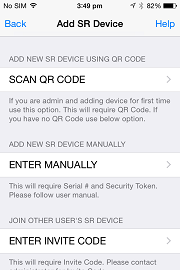 No SIM 3:49 pm 82%
Back Add SR Device Help
ADD NEW SR DEVICE USING QR CODE
SCAN QR CODE
If you are admin and adding device for first time
use this option. This will require QR Code. If
you have no QR Code use below option.
ADD NEW SR DEVICE MANUALLY
ENTER MANUALLY
This will require Serial # and Security Token.
Please follow user manual.
JOIN OTHER USER'S SR DEVICE
ENTER INVITE CODE
This will require Invite Code. Please contact